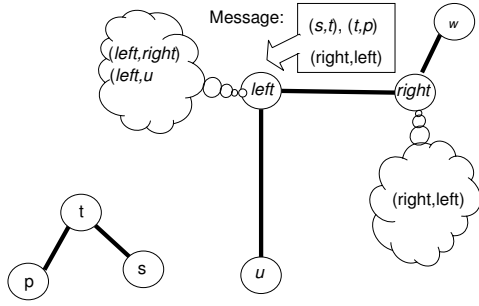 Message:
(s,t), (t,p)
(right,left)
w
(left,right)
(left,u
left
right
(right,left)
t
p
s
u